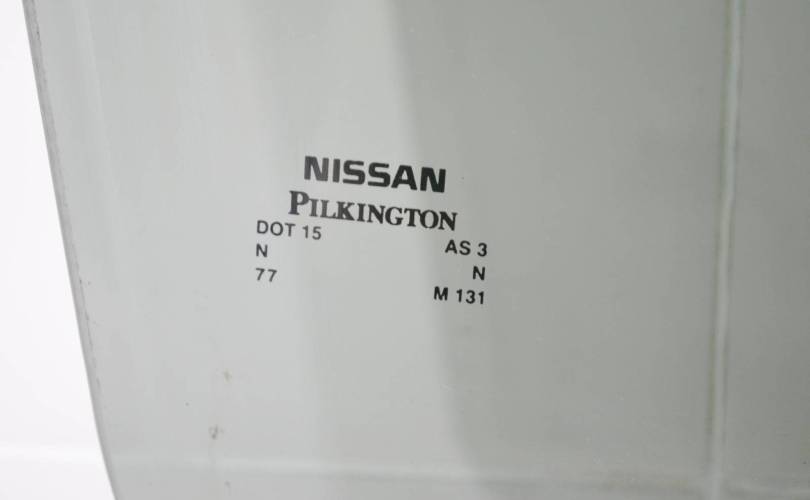 NISSAN
PILKINGTON
DOT 15 AS 3
N N
77 M 131